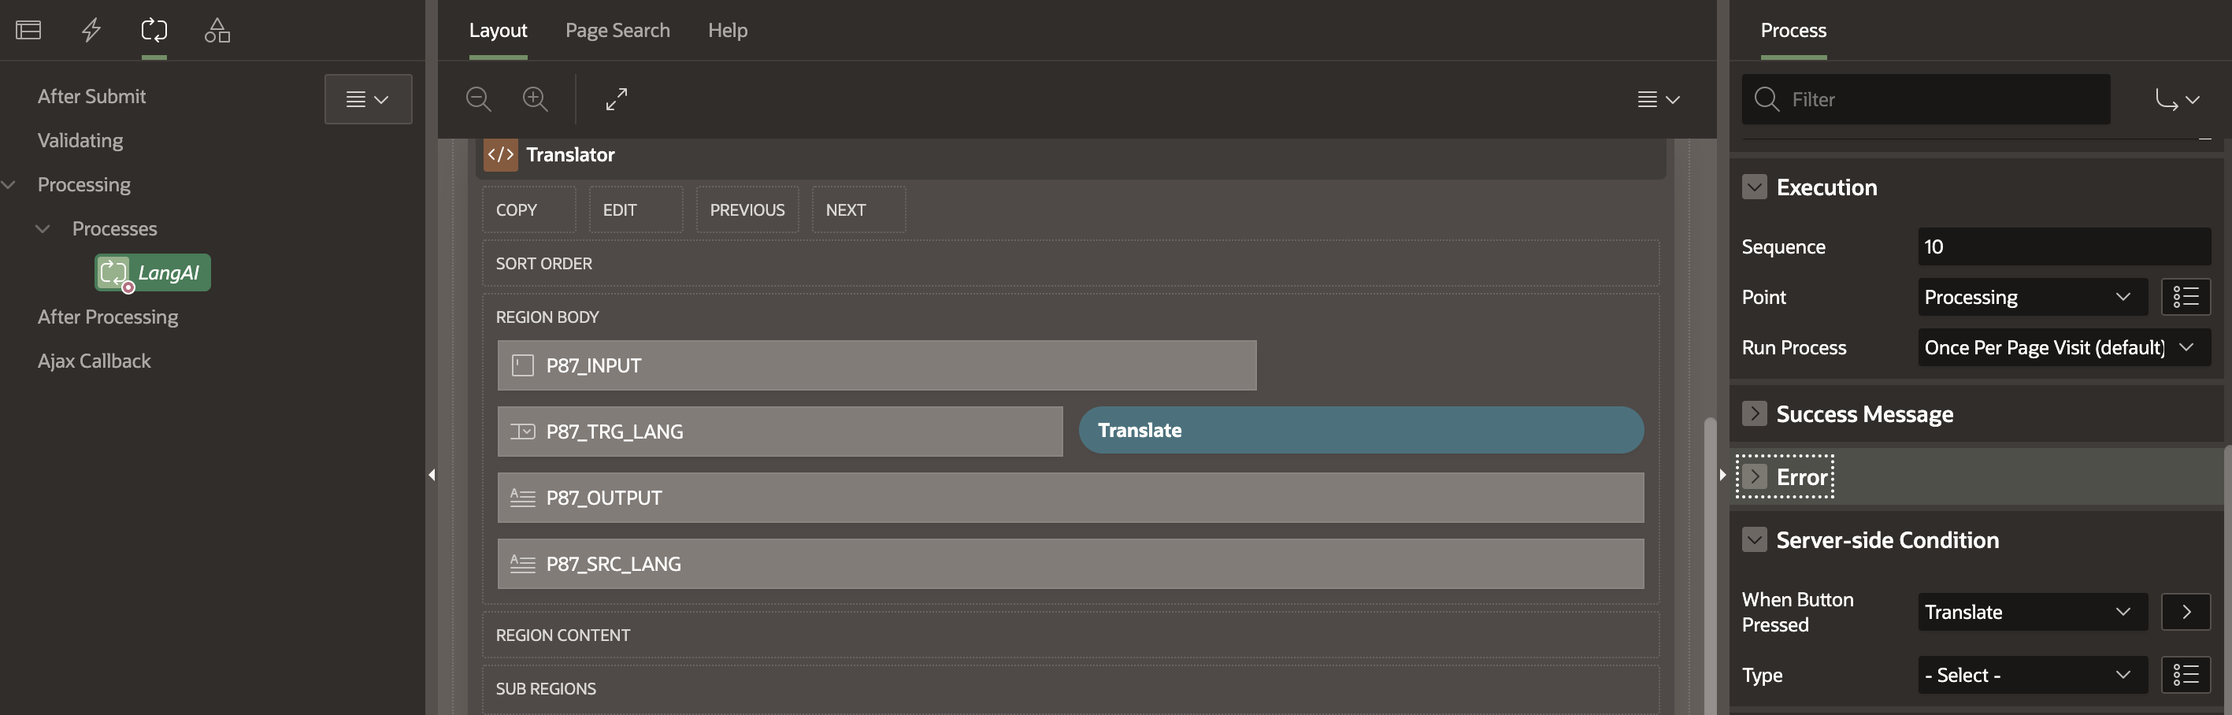 Layout
Page Search
Help
Process
After Submit
Validating
Processing
Processes
LangAI
After Processing
Ajax Callback
</> Translator
COPY
EDIT
PREVIOUS
NEXT
SORT ORDER
REGION BODY
P87_INPUT
P87_TRG_LANG
Translate
P87_OUTPUT
P87_SRC_LANG
REGION CONTENT
SUB REGIONS
Filter
Execution
Sequence 10
Point Processing
Run Process Once Per Page Visit (default)
Success Message
Error
Server-side Condition
When Button
Pressed
Translate
Type - Select -